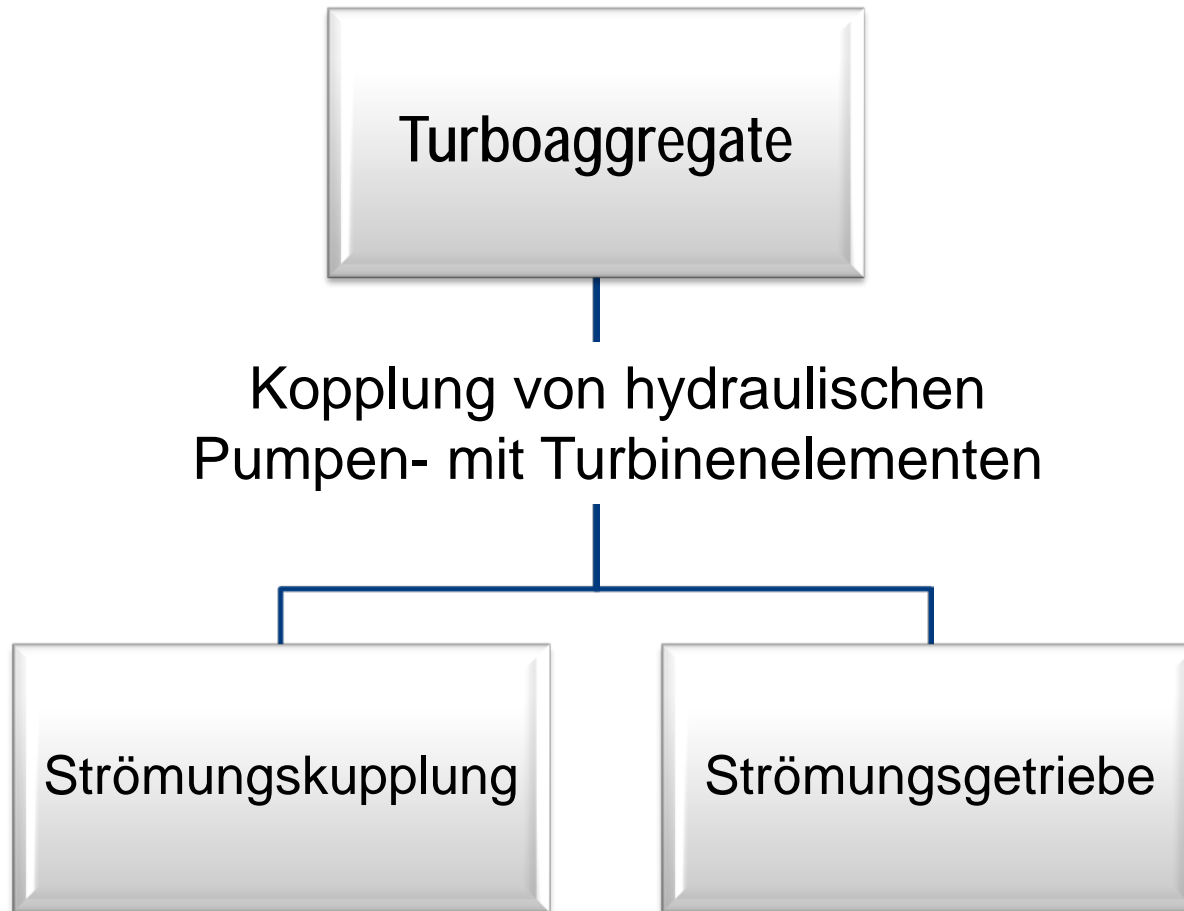 Turboaggregate
Kopplung von hydraulischen
Pumpen- mit Turbinenelementen
Strömungskupplung
Strömungsgetriebe